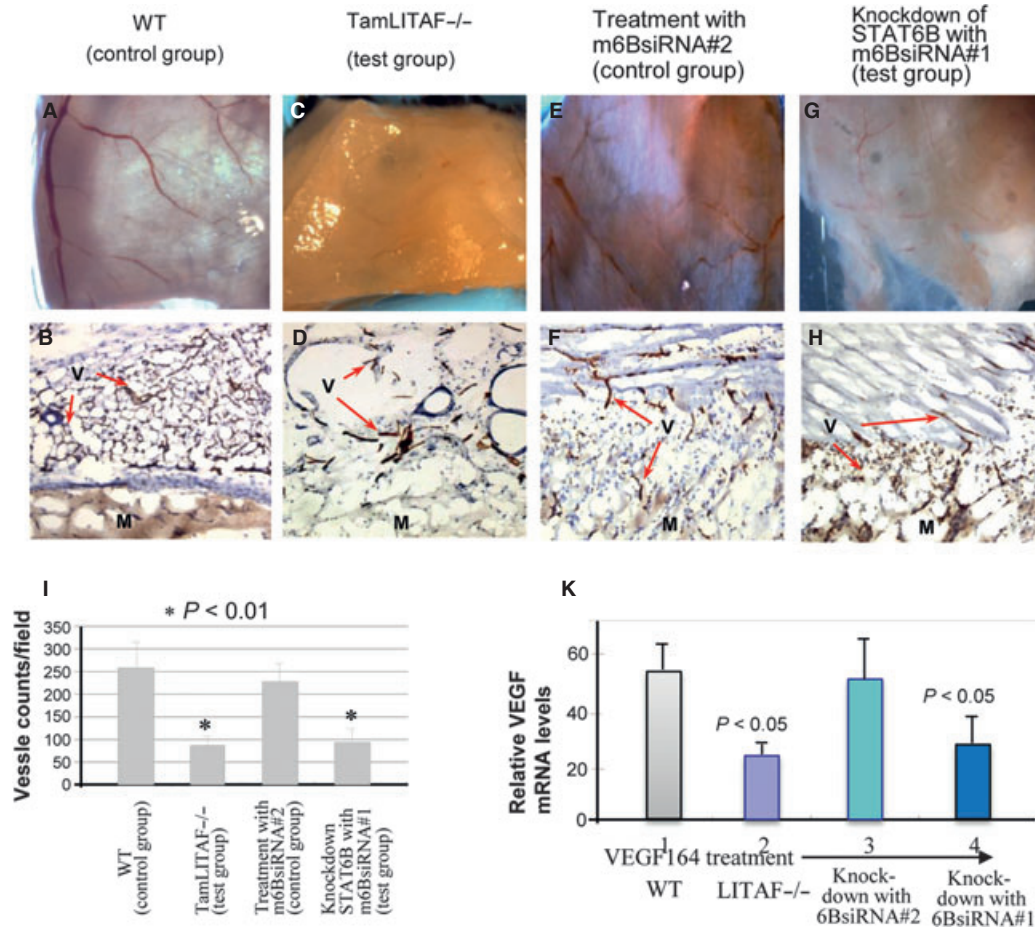 WT
(control group)
TamLITAF–/–
(test group)
Treatment with
m6BsiRNA#2
(control group)
Knockdown of
STAT6B with
m6BsiRNA#1
(test group)
A
C
E
G
B
V
M
D
V
F
V
M
H
V
M
I
* P < 0.01
Vessle counts/field
350
300
250
200
150
100
50
0
*
*
WT
(control group)
TamLITAF–/–
(test group)
Treatment with
m6BsiRNA#2
(control group)
Knockdown
STAT6B with
m6BsiRNA#1
(test group)
K
Relative VEGF
mRNA levels
60
40
20
0
P < 0.05
P < 0.05
1 2 3 4
VEGF164 treatment
WT
LITAF–/–
Knock-
down with
6BsiRNA#2
Knock-
down with
6BsiRNA#1